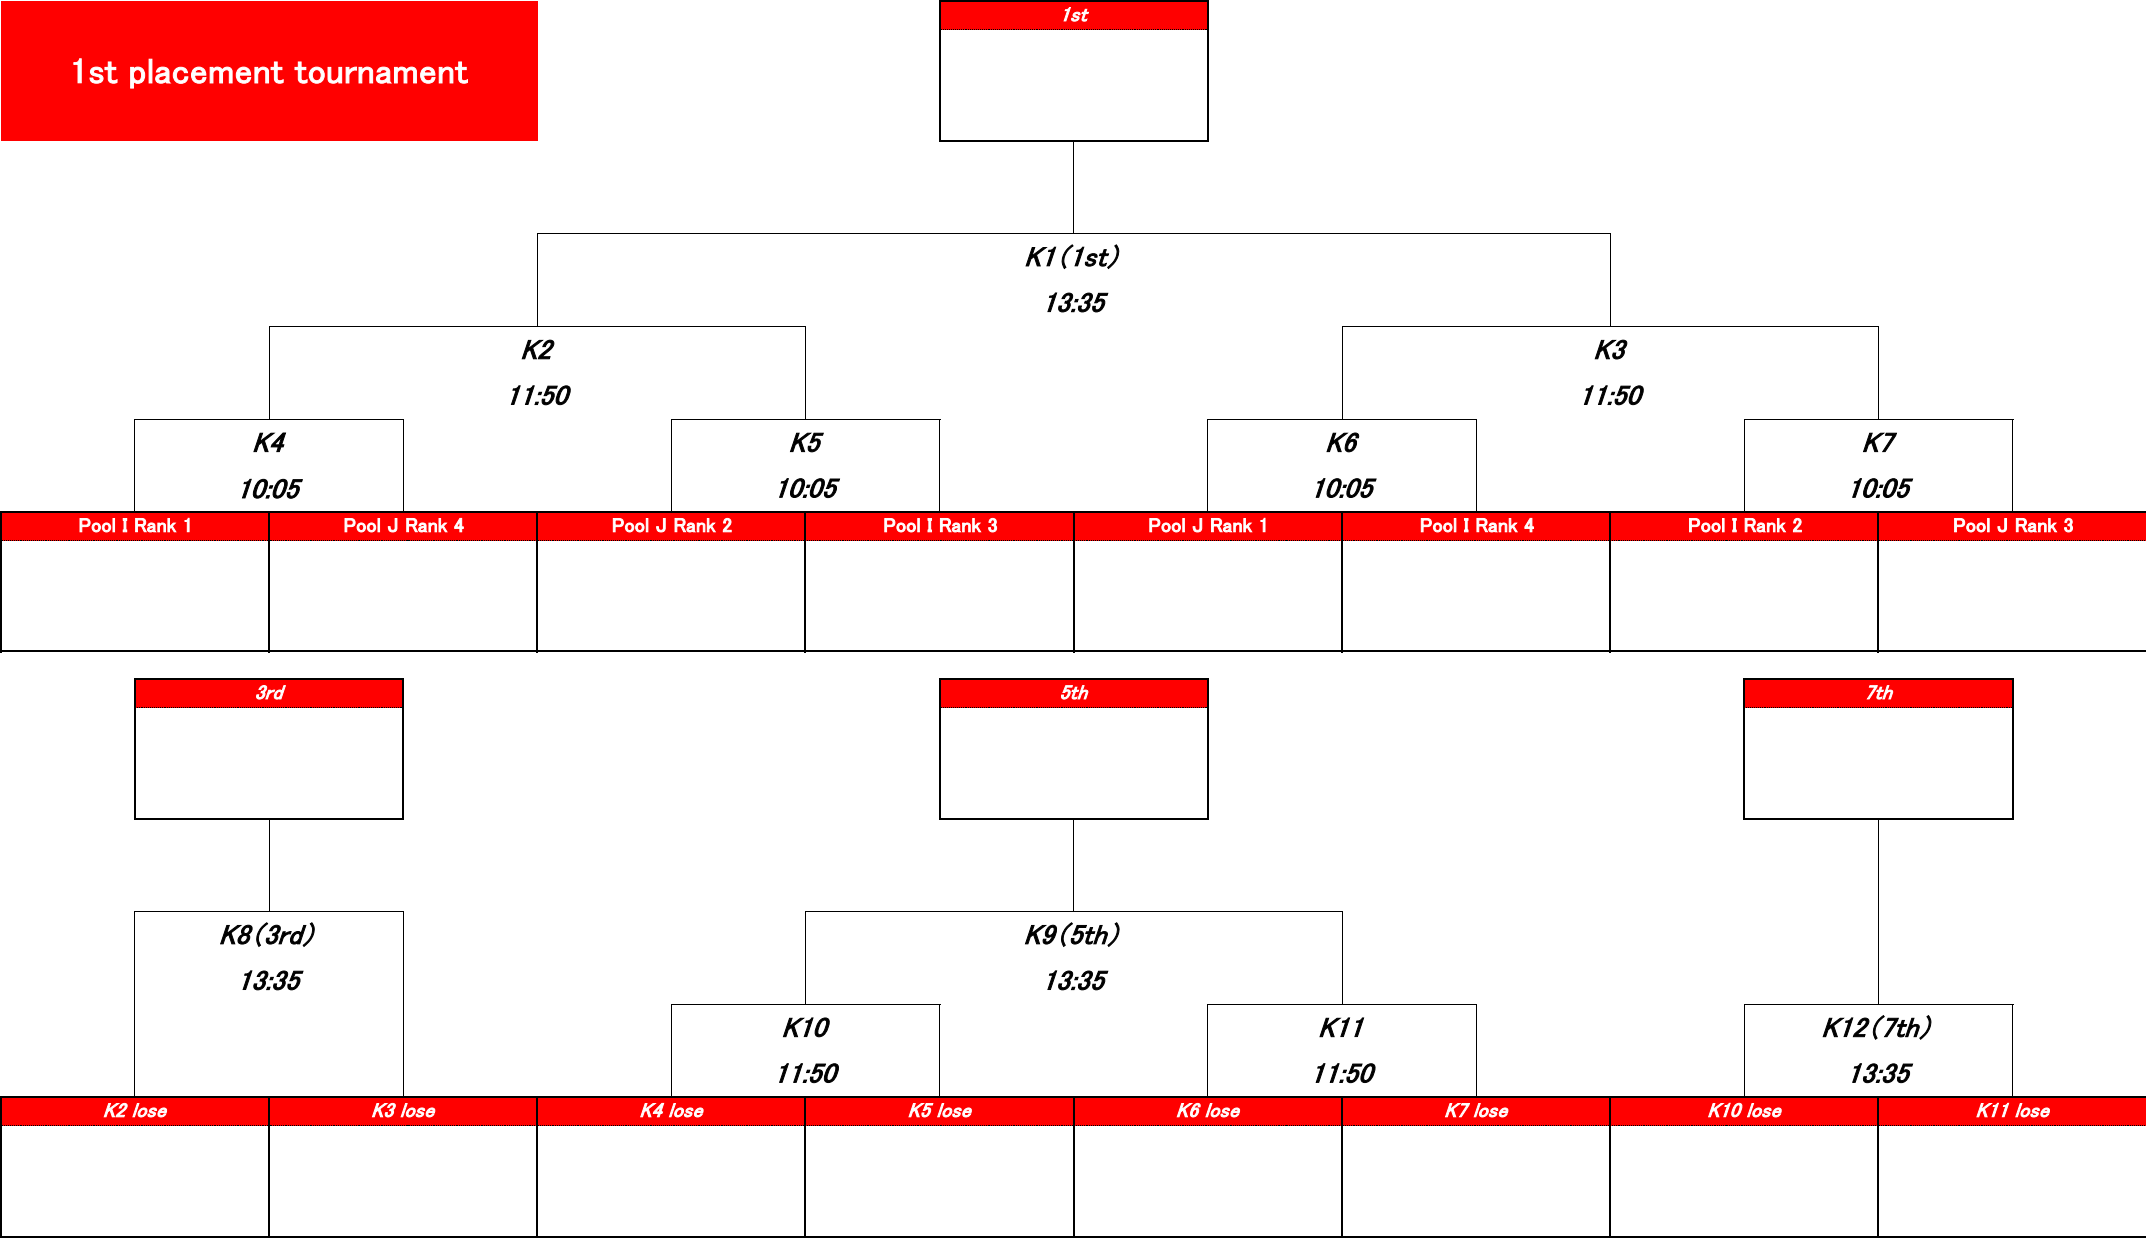 1st placement tournament
1st
K1(1st)
13:35
K2
K3
11:50
11:50
K4
K5
K6
K7
10:05
10:05
10:05
10:05
Pool I Rank 1
Pool J Rank 4
Pool J Rank 2
Pool I Rank 3
Pool J Rank 1
Pool I Rank 4
Pool I Rank 2
Pool J Rank 3
3rd
5th
7th
K8(3rd)
K9(5th)
13:35
13:35
K10
K11
K12(7th)
11:50
11:50
13:35
K2 lose
K3 lose
K4 lose
K5 lose
K6 lose
K7 lose
K10 lose
K11 lose